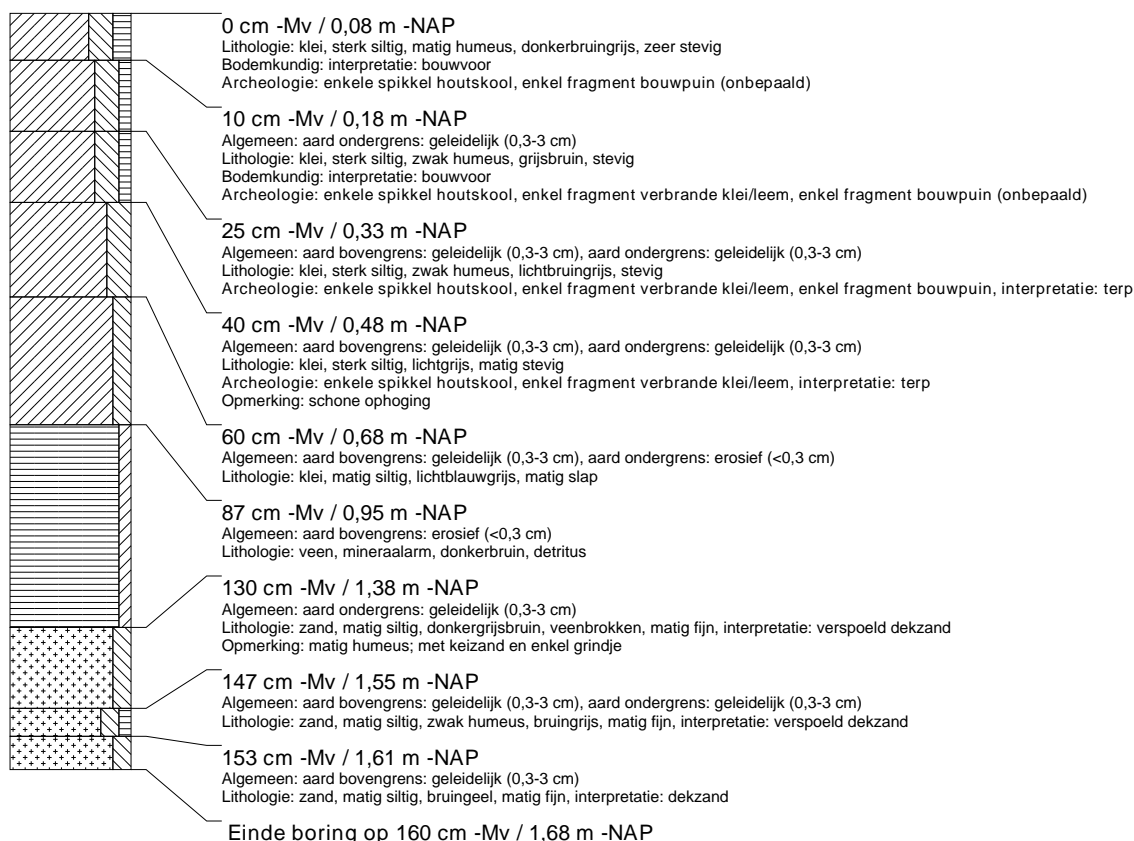 0 cm -Mv / 0,08 m -NAP
Lithologie: klei, sterk siltig, matig humeus, donkerbruingrijs, zeer stevig
Bodemkundig: interpretatie: bouwvoor
Archeologie: enkele spikkel houtskool, enkel fragment bouwpuin (onbepaald)
10 cm -Mv / 0,18 m -NAP
Algemeen: aard ondergrens: geleidelijk (0,3-3 cm)
Lithologie: klei, sterk siltig, zwak humeus, grijsbruin, stevig
Bodemkundig: interpretatie: bouwvoor
Archeologie: enkele spikkel houtskool, enkel fragment verbrande klei/leem, enkel fragment bouwpuin (onbepaald)
25 cm -Mv / 0,33 m -NAP
Algemeen: aard bovengrens: geleidelijk (0,3-3 cm), aard ondergrens: geleidelijk (0,3-3 cm)
Lithologie: klei, sterk siltig, zwak humeus, lichtbruingrijs, stevig
Archeologie: enkele spikkel houtskool, enkel fragment verbrande klei/leem, enkel fragment bouwpuin, interpretatie: terp
40 cm -Mv / 0,48 m -NAP
Algemeen: aard bovengrens: geleidelijk (0,3-3 cm), aard ondergrens: geleidelijk (0,3-3 cm)
Lithologie: klei, sterk siltig, lichtgrijs, matig stevig
Archeologie: enkele spikkel houtskool, enkel fragment verbrande klei/leem, interpretatie: terp
Opmerking: schone ophoging
60 cm -Mv / 0,68 m -NAP
Algemeen: aard bovengrens: geleidelijk (0,3-3 cm), aard ondergrens: erosief (<0,3 cm)
Lithologie: klei, matig siltig, lichtblauwgrijs, matig slap
87 cm -Mv / 0,95 m -NAP
Algemeen: aard bovengrens: erosief (<0,3 cm)
Lithologie: veen, mineraalarm, donkerbruin, detritus
130 cm -Mv / 1,38 m -NAP
Algemeen: aard ondergrens: geleidelijk (0,3-3 cm)
Lithologie: zand, matig siltig, donkergrijsbruin, veenbrokken, matig fijn, interpretatie: verspoeld dekzand
Opmerking: matig humeus; met keizand en enkel grindje
147 cm -Mv / 1,55 m -NAP
Algemeen: aard bovengrens: geleidelijk (0,3-3 cm), aard ondergrens: geleidelijk (0,3-3 cm)
Lithologie: zand, matig siltig, zwak humeus, bruingrijs, matig fijn, interpretatie: verspoeld dekzand
153 cm -Mv / 1,61 m -NAP
Algemeen: aard bovengrens: geleidelijk (0,3-3 cm)
Lithologie: zand, matig siltig, bruingeel, matig fijn, interpretatie: dekzand
Einde boring op 160 cm -Mv / 1,68 m -NAP